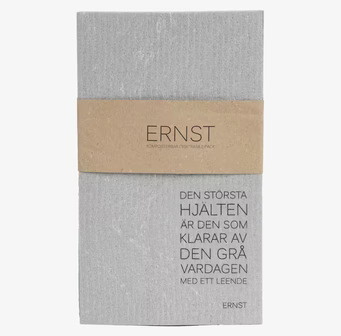 ERNST
DEN STÖRSTA
HJÄLTEN
ÄR DEN SOM
KLARAR AV
DEN GRÅ
VARDAGEN
MED ETT LEENDE
ERNST